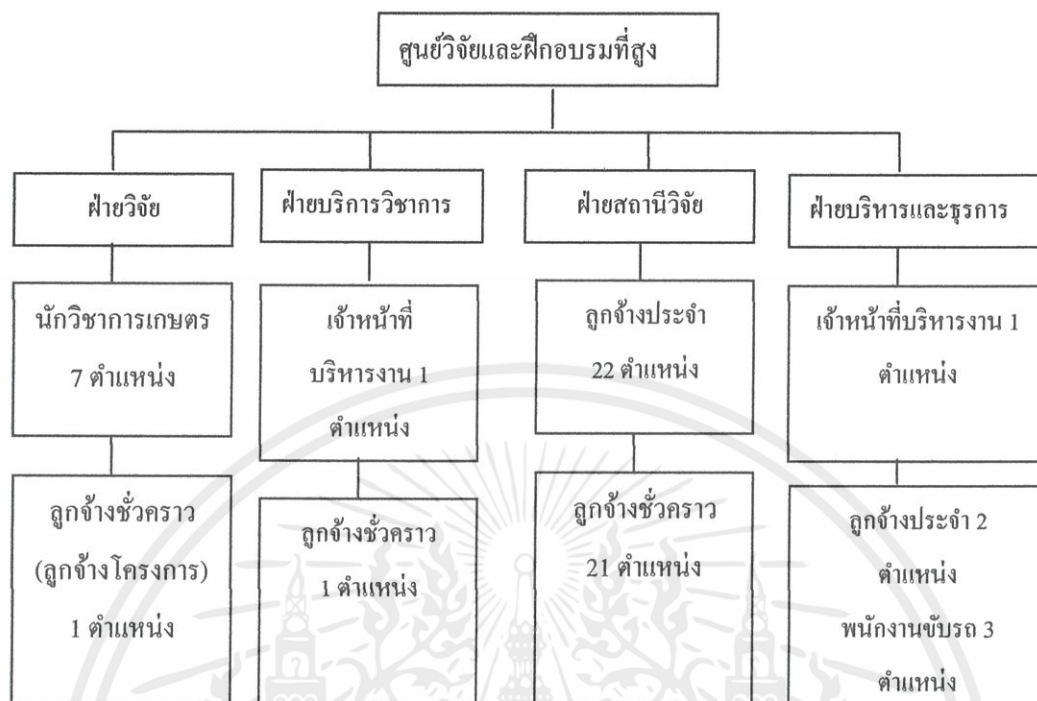 ศูนย์วิจัยและฝึกอบรมที่สูง
ฝ่ายวิจัย
ฝ่ายบริการวิชาการ
ฝ่ายสถานีวิจัย
ฝ่ายบริหารและธุรการ
นักวิชาการเกษตร
7 ตำแหน่ง
เจ้าหน้าที่
บริหารงาน 1
ตำแหน่ง
ลูกจ้างประจำ
22 ตำแหน่ง
เจ้าหน้าที่บริหารงาน 1
ตำแหน่ง
ลูกจ้างชั่วคราว
(ลูกจ้างโครงการ)
1 ตำแหน่ง
ลูกจ้างชั่วคราว
1 ตำแหน่ง
ลูกจ้างชั่วคราว
21 ตำแหน่ง
ลูกจ้างประจำ 2
ตำแหน่ง
พนักงานขับรถ 3
ตำแหน่ง